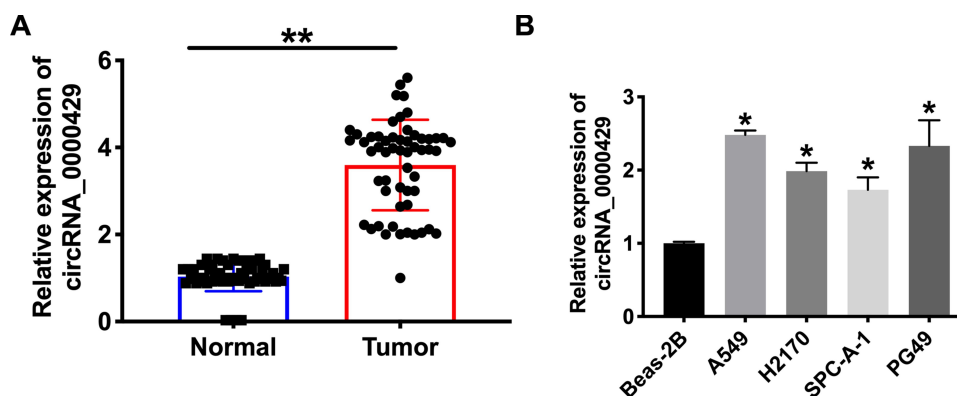 A
**
Relative expression of
circRNA_0000429
6
4
2
0
Normal
Tumor
B
Relative expression of
circRNA_0000429
3
2
1
0
*
*
*
*
Beas-2B
A549
H2170
SPC-A-1
PG49